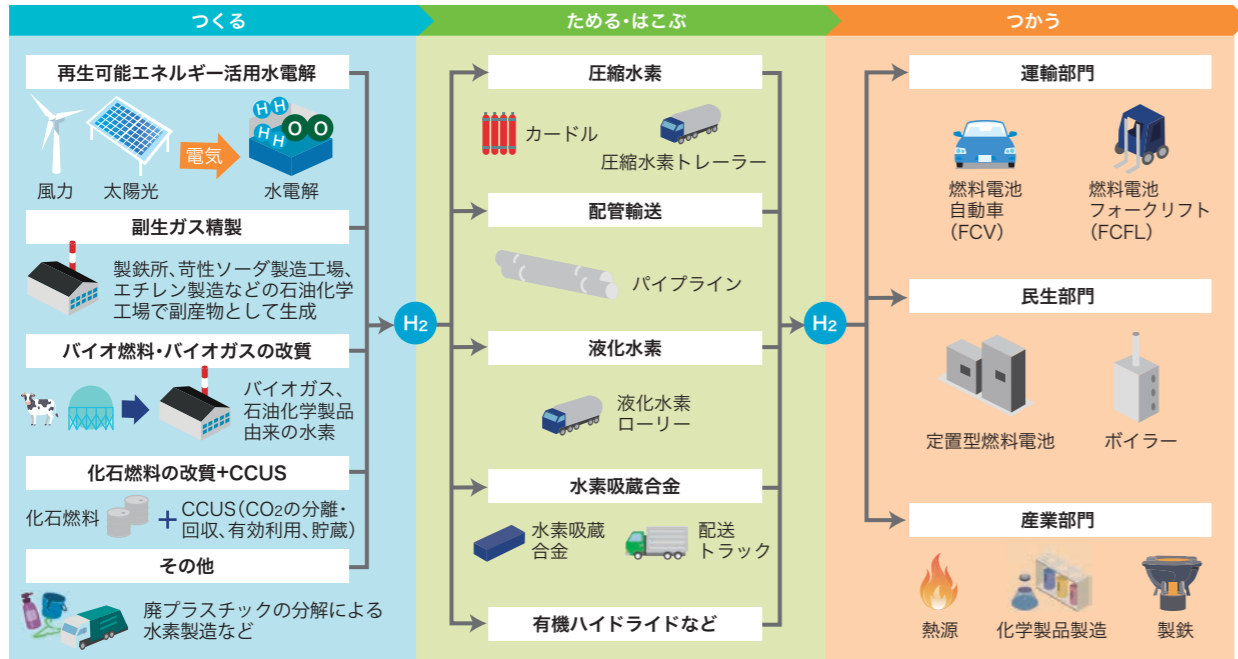 つくる
再生可能エネルギー活用水電解
H H
H H
O O
電気
風力
太陽光
水電解
副生ガス精製
製鉄所、苛性ソーダ製造工場、
エチレン製造などの石油化学
工場で副産物として生成
バイオ燃料・バイオガスの改質
バイオガス、
石油化学製品
由来の水素
化石燃料の改質+CCUS
化石燃料
+
CCUS(CO2の分離・
回収、有効利用、貯蔵)
その他
廃プラスチックの分解による
水素製造など
H2
ためる・はこぶ
圧縮水素
カードル
圧縮水素トレーラー
配管輸送
パイプライン
液化水素
液化水素
ローリー
水素吸蔵合金
水素吸蔵
合金
配送
トラック
有機ハイドライドなど
H2
つかう
運輸部門
燃料電池
自動車
(FCV)
燃料電池
フォークリフト
(FCFL)
民生部門
定置型燃料電池
ボイラー
産業部門
熱源
化学製品製造
製鉄